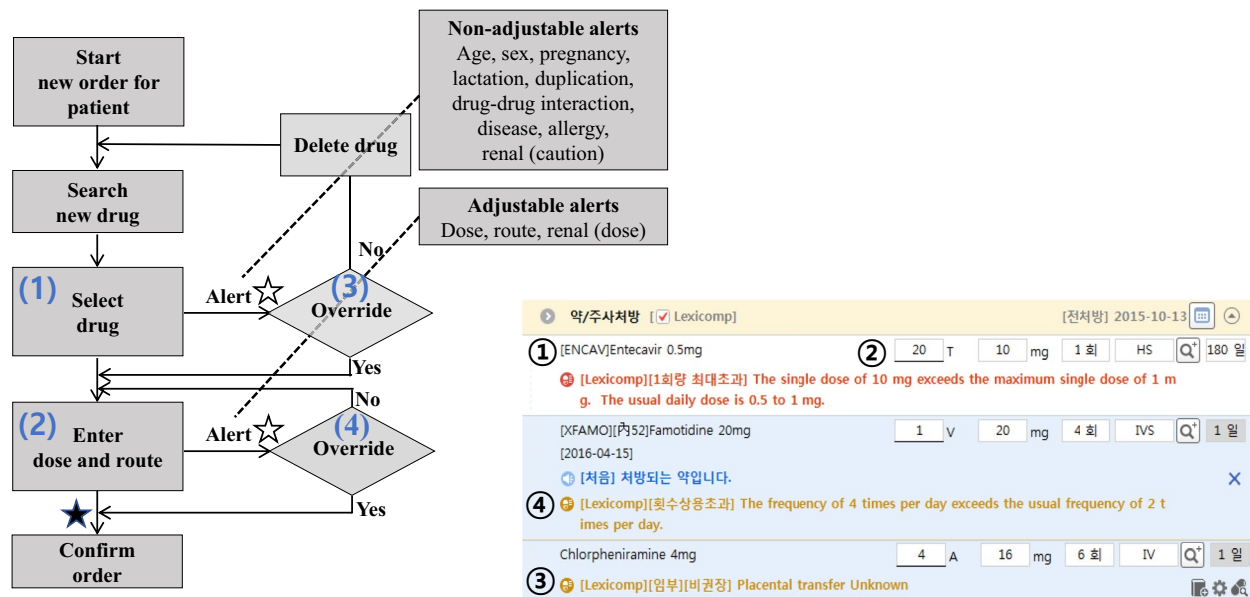 Start
new order for
patient
Search
new drug
(1)
Select
drug
(2)
Enter
dose and route
Confirm
order
Delete drug
No
Alert
(3)
Override
Yes
No
Alert
(4)
Override
Yes
Non-adjustable alerts
Age, sex, pregnancy,
lactation, duplication,
drug-drug interaction,
disease, allergy,
renal (caution)
Adjustable alerts
Dose, route, renal (dose)
약/주사처방 [ Lexicomp] [전처방] 2015-10-13
① [ENCAV]Entecavir 0.5mg ② 20 T 10 mg 1 회 HS 180 일
[Lexicomp][1회량 최대초과] The single dose of 10 mg exceeds the maximum single dose of 1 m
g. The usual daily dose is 0.5 to 1 mg.
[XFAMO][内52]Famotidine 20mg 1 V 20 mg 4 회 IVS 1 일
[2016-04-15]
[처음] 처방되는 약입니다.
④ [Lexicomp][횟수상용초과] The frequency of 4 times per day exceeds the usual frequency of 2 t
imes per day.
Chlorpheniramine 4mg 4 A 16 mg 6 회 IV 1 일
③ [Lexicomp][임부][비권장] Placental transfer Unknown